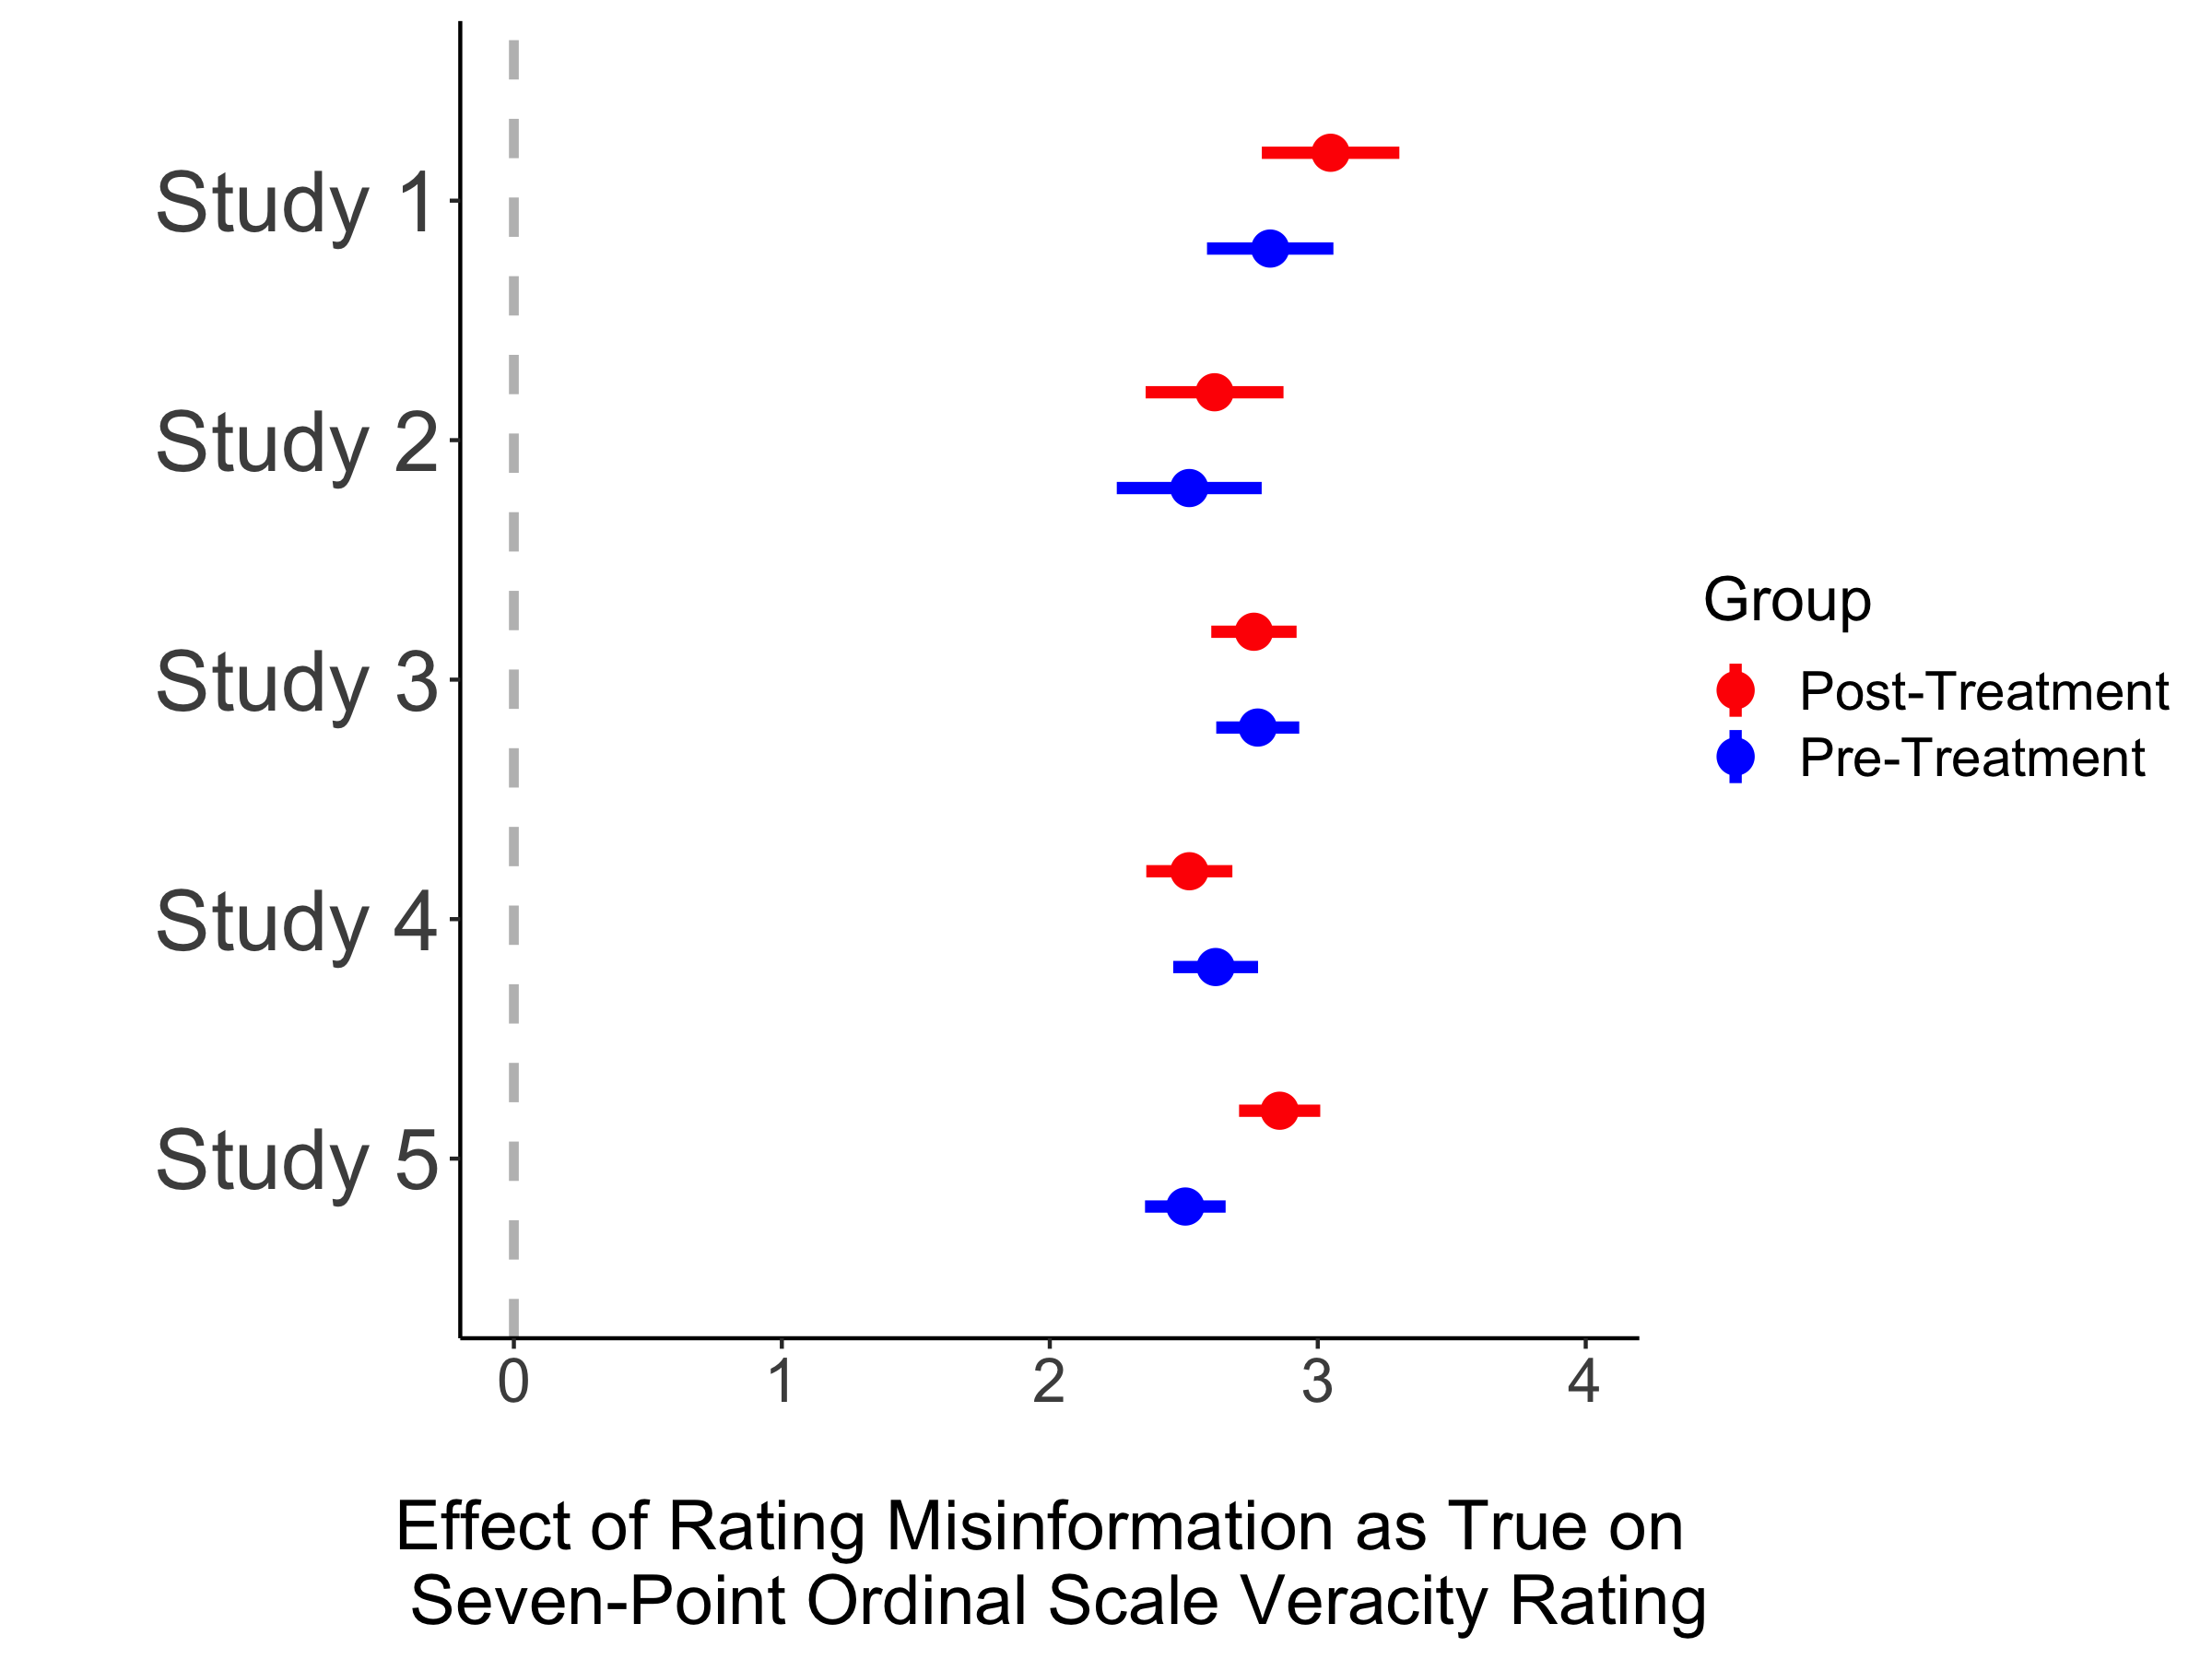 Study 1
Study 2
Study 3
Study 4
Study 5
0 1 2 3 4
Effect of Rating Misinformation as True on
Seven-Point Ordinal Scale Veracity Rating
Group
Post-Treatment
Pre-Treatment